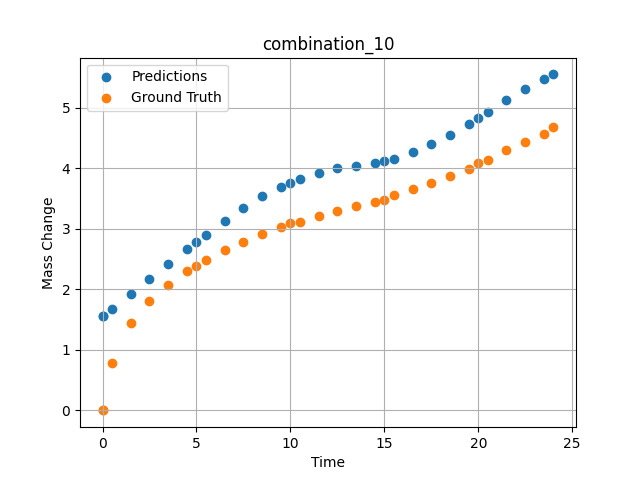 combination_10
Predictions
Ground Truth
Mass Change
5
4
3
2
1
0
0 5 10 15 20 25
Time